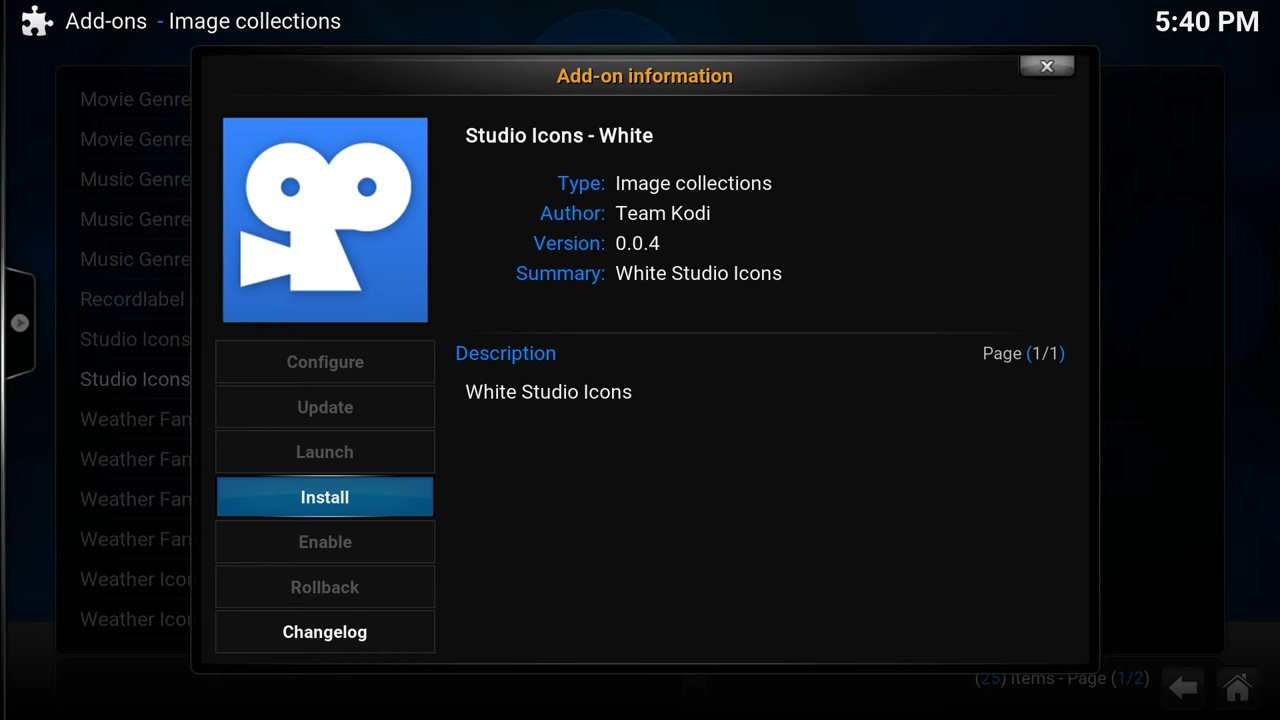 Add-ons - Image collections
5:40 PM
Add-on information
Movie Genre
Movie Genre
Music Genre
Music Genre
Music Genre
Recordlabel
Studio Icons
Studio Icons
Weather Fan
Weather Fan
Weather Fan
Weather Fan
Weather Icon
Weather Icon
Studio Icons - White
Type: Image collections
Author: Team Kodi
Version: 0.0.4
Summary: White Studio Icons
Configure
Update
Launch
Install
Enable
Rollback
Changelog
Description
Page (1/1)
White Studio Icons
(25) Items - Page (1/2)